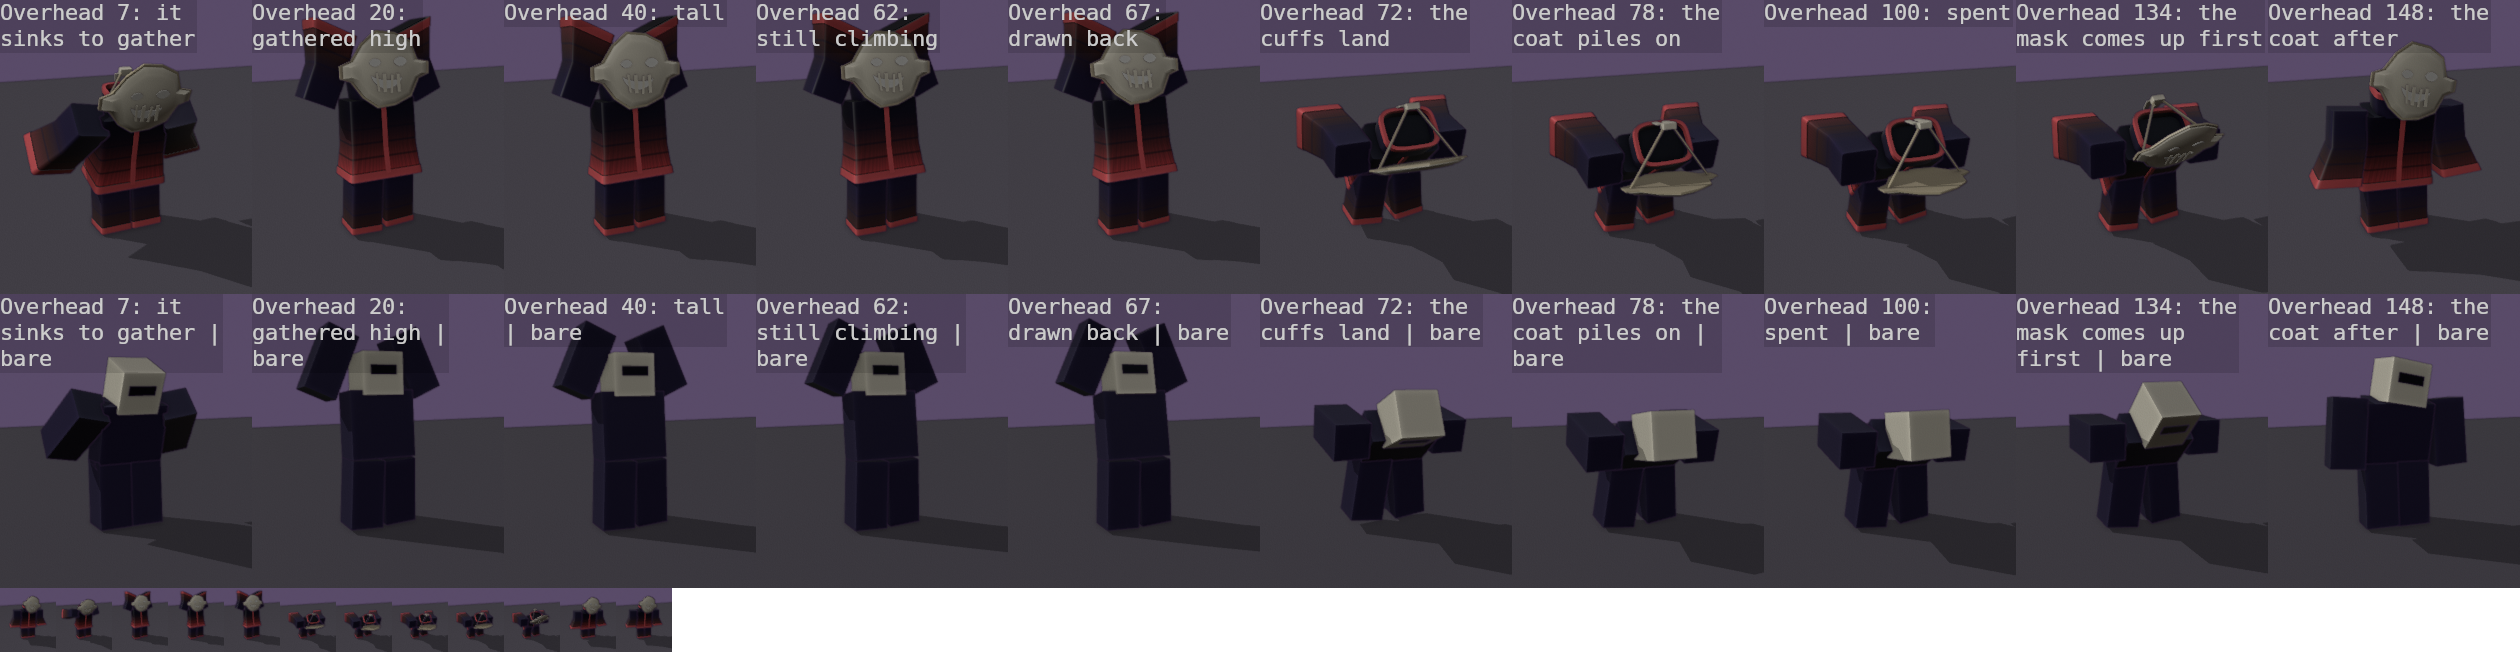 Overhead 7: it
sinks to gather
Overhead 20:
gathered high
Overhead 40: tall
Overhead 62:
still climbing
Overhead 67:
drawn back
Overhead 72: the
cuffs land
Overhead 78: the
coat piles on
Overhead 100: spent
Overhead 134: the
mask comes up first
Overhead 148: the
coat after
Overhead 7: it
sinks to gather |
bare
Overhead 20:
gathered high |
bare
Overhead 40: tall
| bare
Overhead 62:
still climbing |
bare
Overhead 67:
drawn back | bare
Overhead 72: the
cuffs land | bare
Overhead 78: the
coat piles on |
bare
Overhead 100:
spent | bare
Overhead 134: the
mask comes up
first | bare
Overhead 148: the
coat after | bare